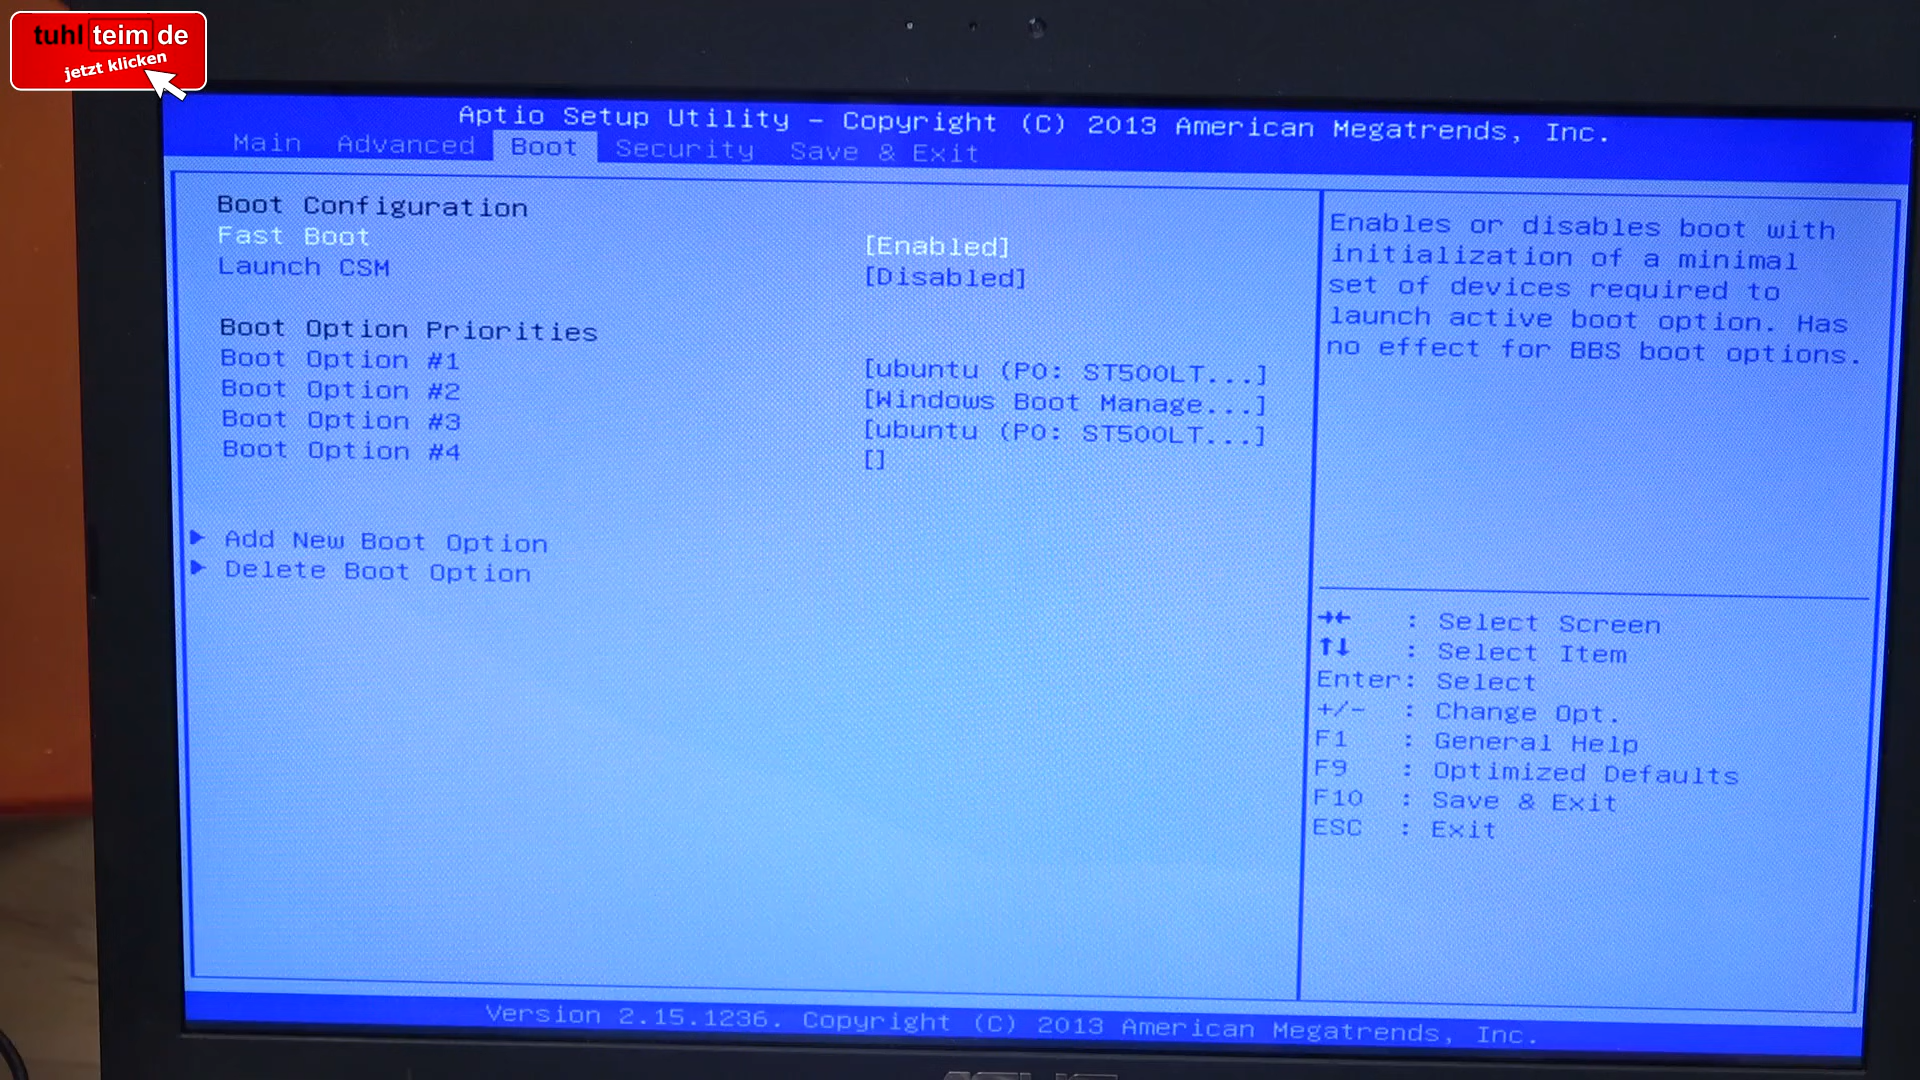 tuhl teim de
jetzt klicken
Aptio Setup Utility - Copyright (C) 2013 American Megatrends, Inc.
Main Advanced Boot Security Save & Exit
Boot Configuration
Fast Boot [Enabled]
Launch CSM [Disabled]
Boot Option Priorities
Boot Option #1 [ubuntu (P0: ST500LT...]
Boot Option #2 [Windows Boot Manage...]
Boot Option #3 [ubuntu (P0: ST500LT...]
Boot Option #4 []
Add New Boot Option
Delete Boot Option
Enables or disables boot with
initialization of a minimal
set of devices required to
launch active boot option. Has
no effect for BBS boot options.
→← : Select Screen
↑↓ : Select Item
Enter: Select
+/- : Change Opt.
F1 : General Help
F9 : Optimized Defaults
F10 : Save & Exit
ESC : Exit
Version 2.15.1236. Copyright (C) 2013 American Megatrends, Inc.